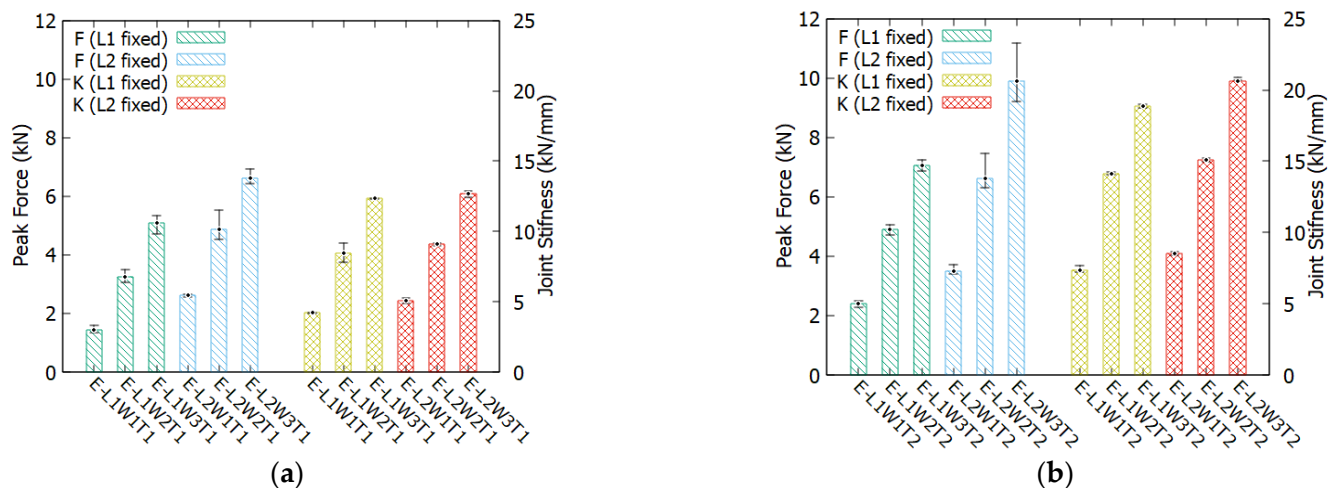 12
10
8
6
4
2
0
Peak Force (kN)
F (L1 fixed)
F (L2 fixed)
K (L1 fixed)
K (L2 fixed)
25
20
15
10
5
0
Joint Stifness (kN/mm)
E-L1W1T1
E-L1W2T1
E-L1W3T1
E-L2W1T1
E-L2W2T1
E-L2W3T1
E-L1W1T1
E-L1W2T1
E-L1W3T1
E-L2W1T1
E-L2W2T1
E-L2W3T1
(a)
12
10
8
6
4
2
0
Peak Force (kN)
F (L1 fixed)
F (L2 fixed)
K (L1 fixed)
K (L2 fixed)
25
20
15
10
5
0
Joint Stifness (kN/mm)
E-L1W1T2
E-L1W2T2
E-L1W3T2
E-L2W1T2
E-L2W2T2
E-L2W3T2
E-L1W1T2
E-L1W2T2
E-L1W3T2
E-L2W1T2
E-L2W2T2
E-L2W3T2
(b)